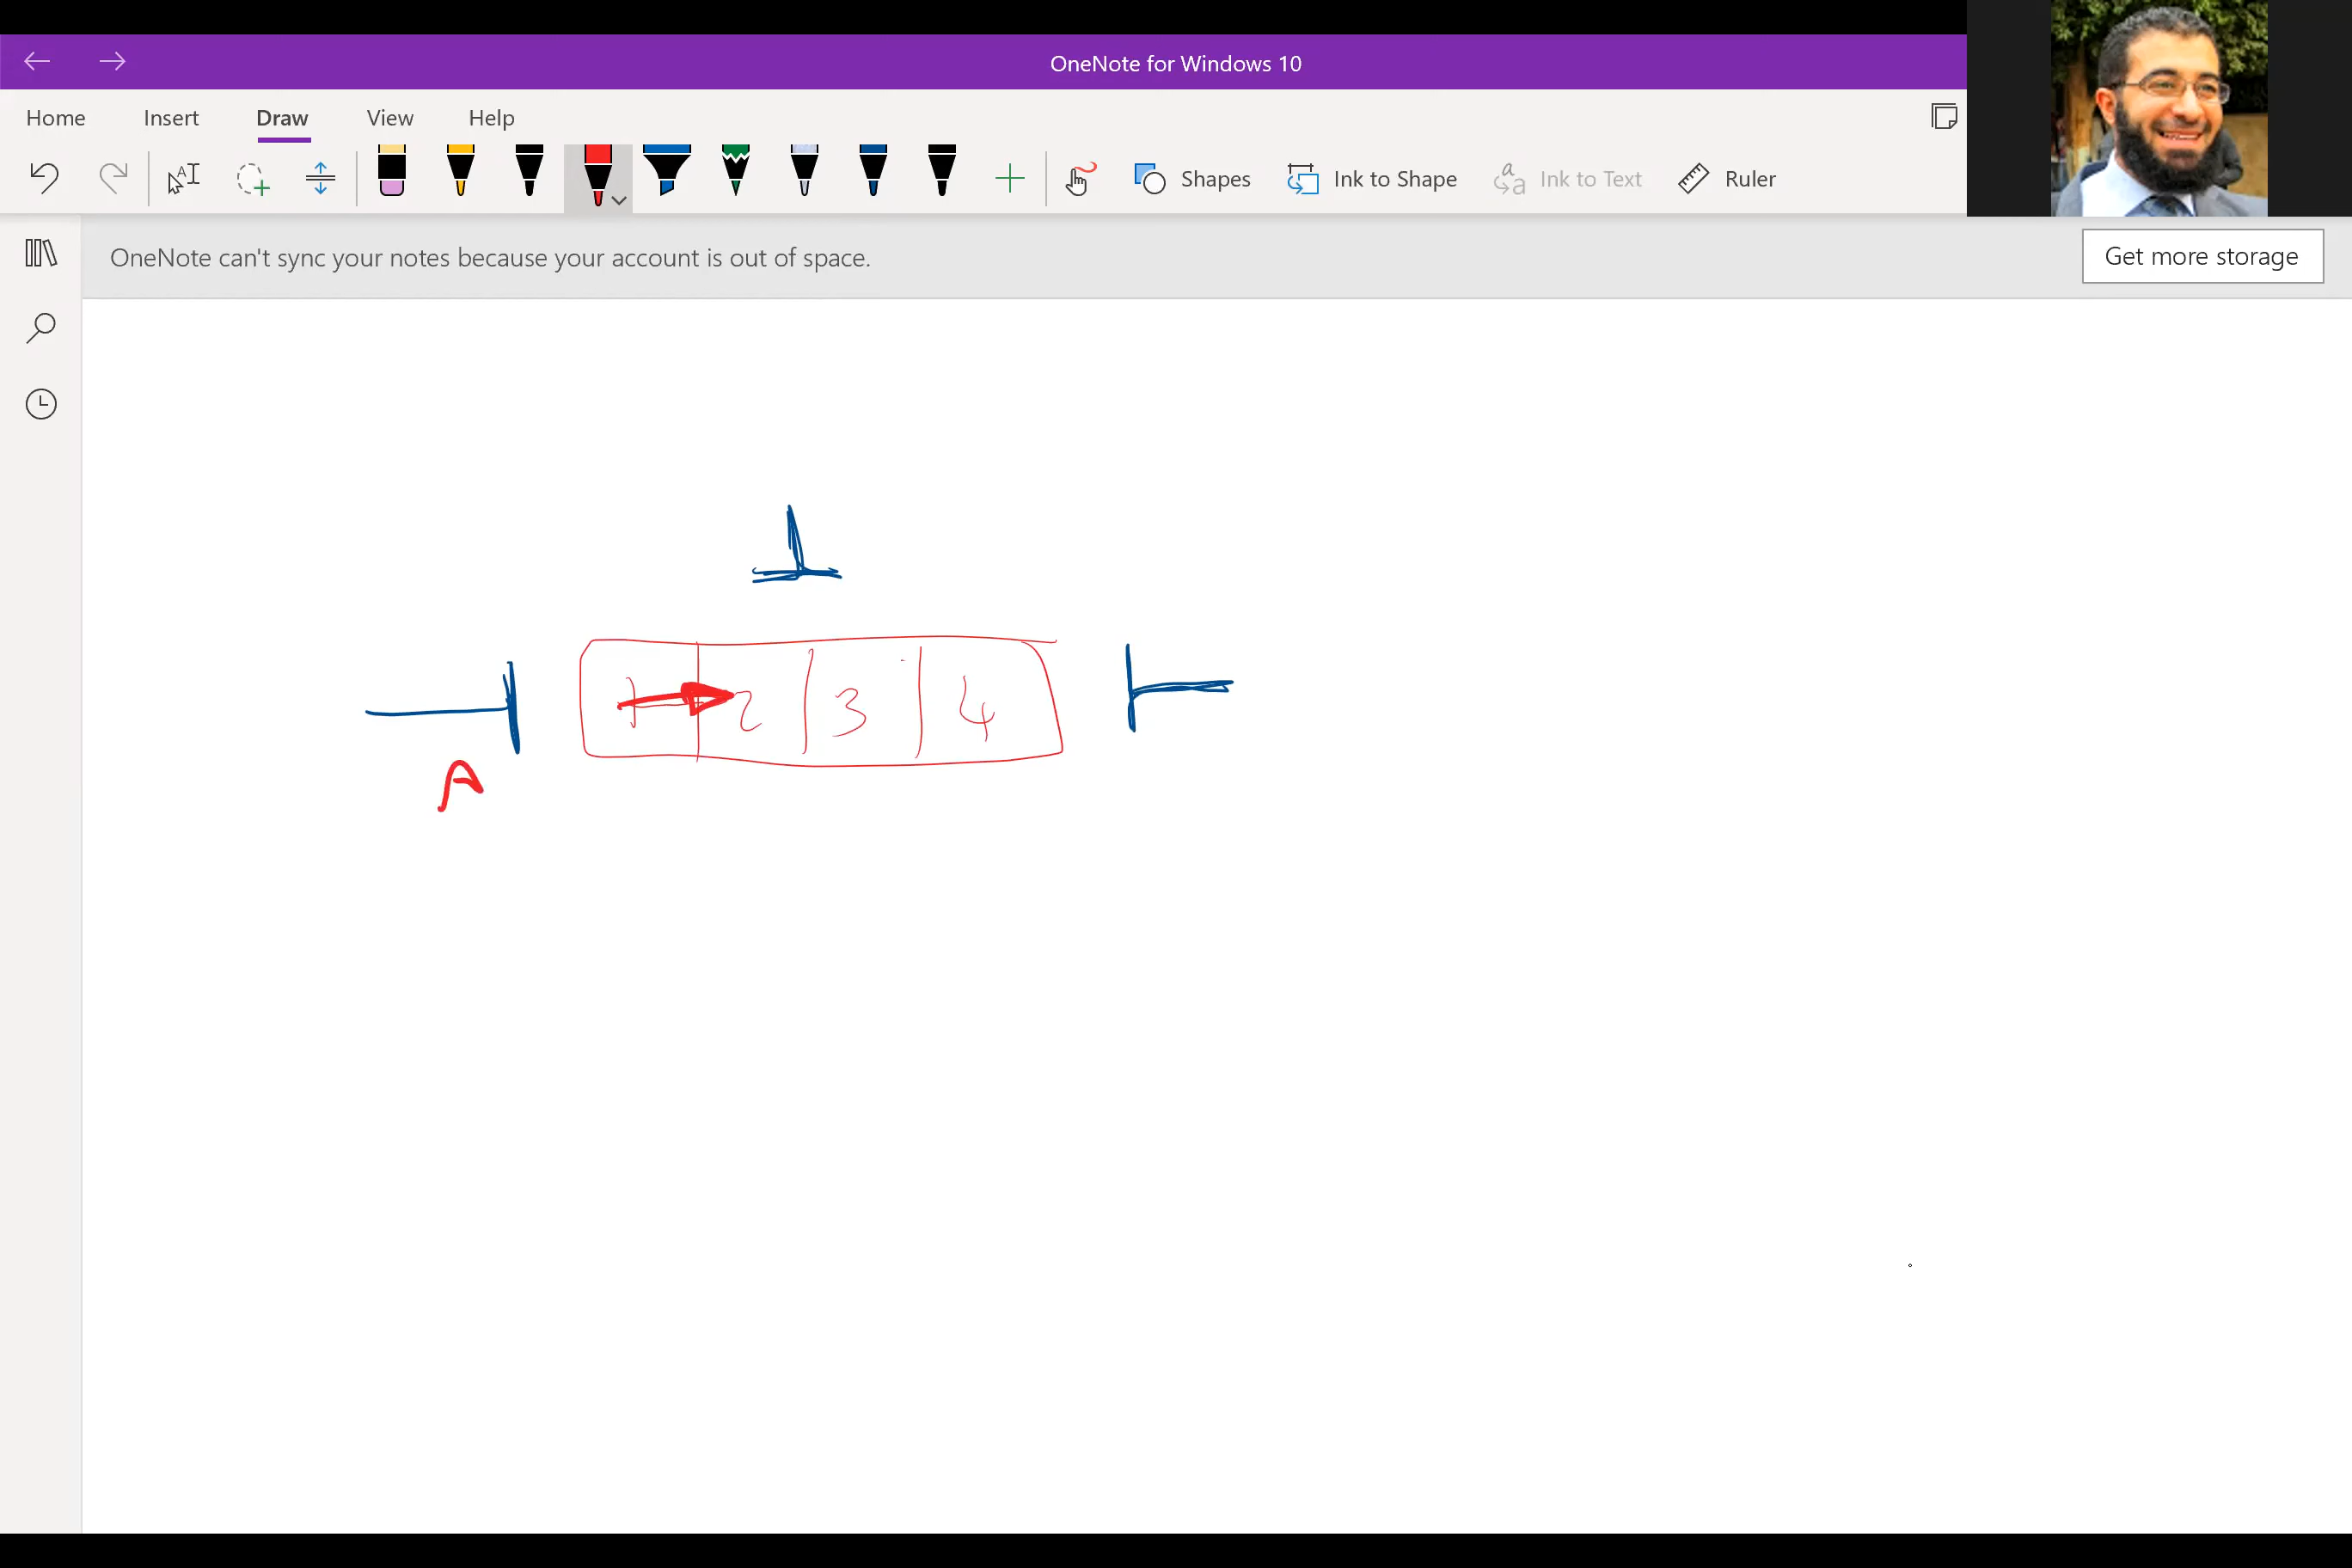 OneNote for Windows 10
Home Insert Draw View Help
Shapes Ink to Shape Ink to Text Ruler
OneNote can't sync your notes because your account is out of space. Get more storage
1 2 3 4
A